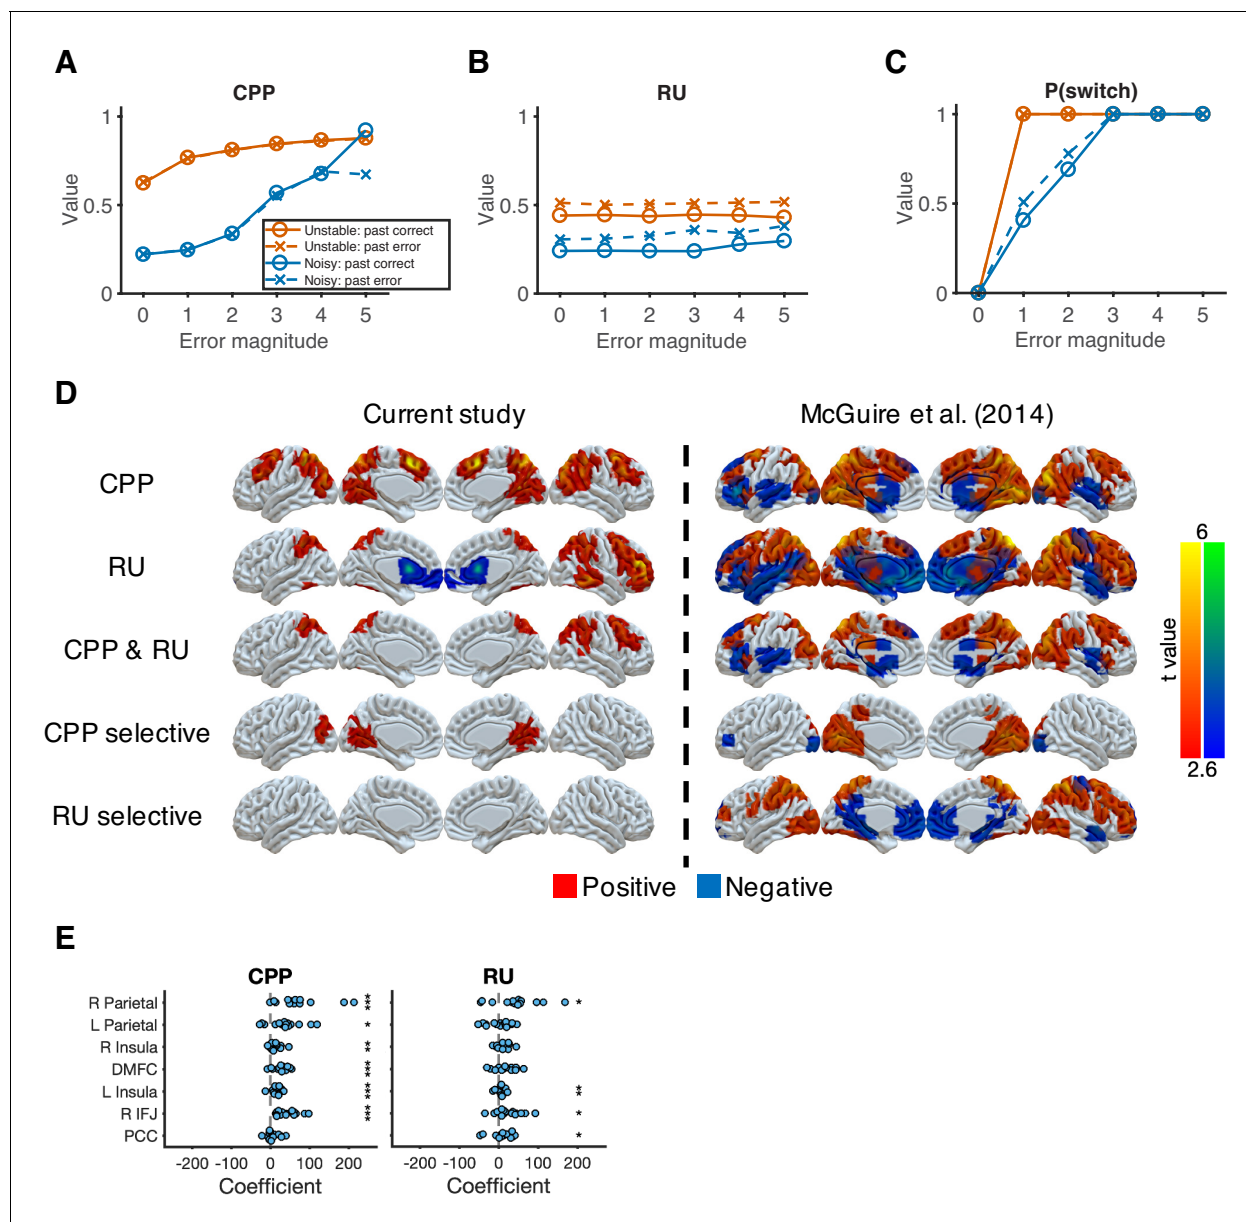 A
B
C
CPP
RU
P(switch)
1
0.5
0
Value
0 1 2 3 4 5
Error magnitude
Unstable: past correct
Unstable: past error
Noisy: past correct
Noisy: past error
1
0.5
0
Value
0 1 2 3 4 5
Error magnitude
1
0.5
0
Value
0 1 2 3 4 5
Error magnitude
D
Current study
McGuire et al. (2014)
CPP
RU
CPP & RU
CPP selective
RU selective
6
t value
2.6
Positive
Negative
E
CPP
RU
R Parietal
*** *
L Parietal
*
R Insula
**
DMFC
***
L Insula
*** **
R IFJ
*** *
PCC
*
-200 -100 0 100 200
Coefficient
-200 -100 0 100 200
Coefficient